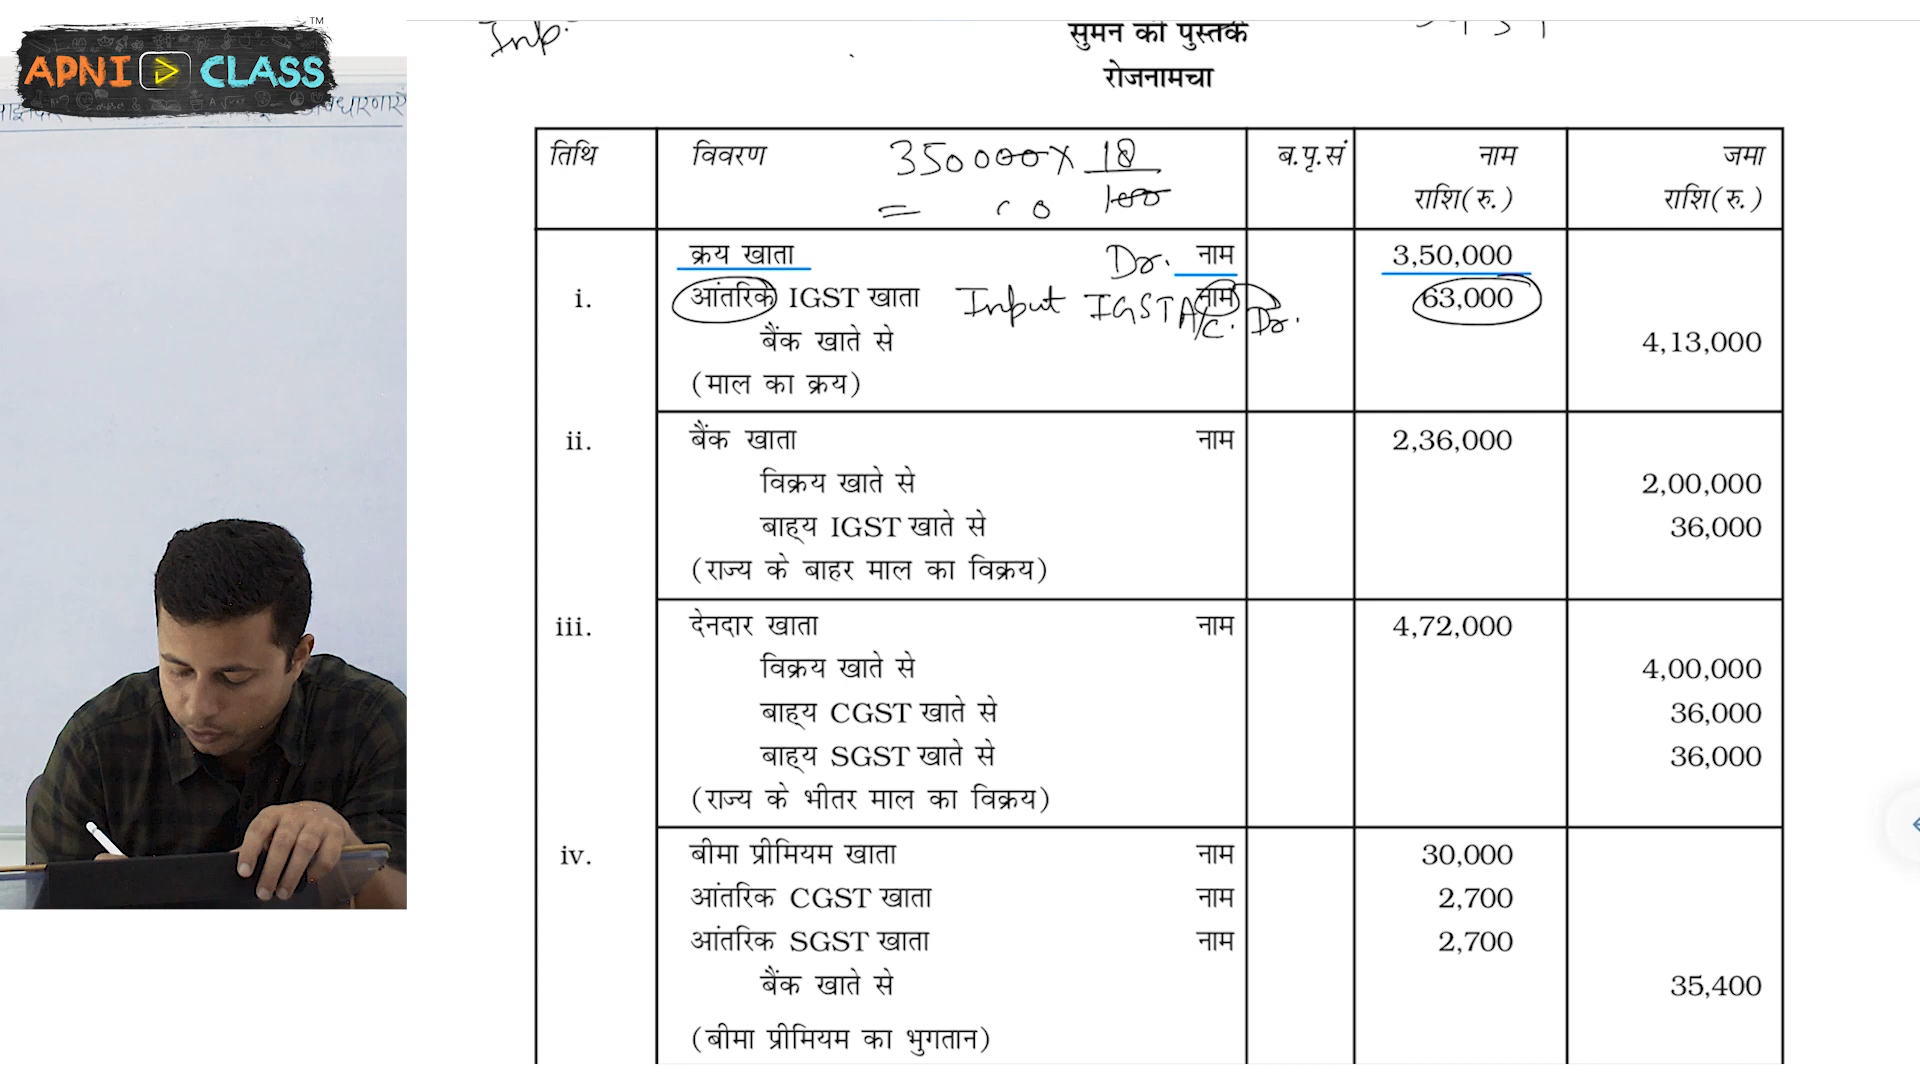 APNI CLASS TM
Inp.
सुमन की पुस्तकें
रोजनामचा
तिथि विवरण 350000 x 18 ब.पृ.सं नाम जमा
= 0 100 राशि(रु.) राशि(रु.)
क्रय खाता Dr. नाम 3,50,000
i. आंतरिक IGST खाता Input IGST A/C. Dr. नाम 63,000
बैंक खाते से 4,13,000
(माल का क्रय)
ii. बैंक खाता नाम 2,36,000
विक्रय खाते से 2,00,000
बाह्य IGST खाते से 36,000
(राज्य के बाहर माल का विक्रय)
iii. देनदार खाता नाम 4,72,000
विक्रय खाते से 4,00,000
बाह्य CGST खाते से 36,000
बाह्य SGST खाते से 36,000
(राज्य के भीतर माल का विक्रय)
iv. बीमा प्रीमियम खाता नाम 30,000
आंतरिक CGST खाता नाम 2,700
आंतरिक SGST खाता नाम 2,700
बैंक खाते से 35,400
(बीमा प्रीमियम का भुगतान)